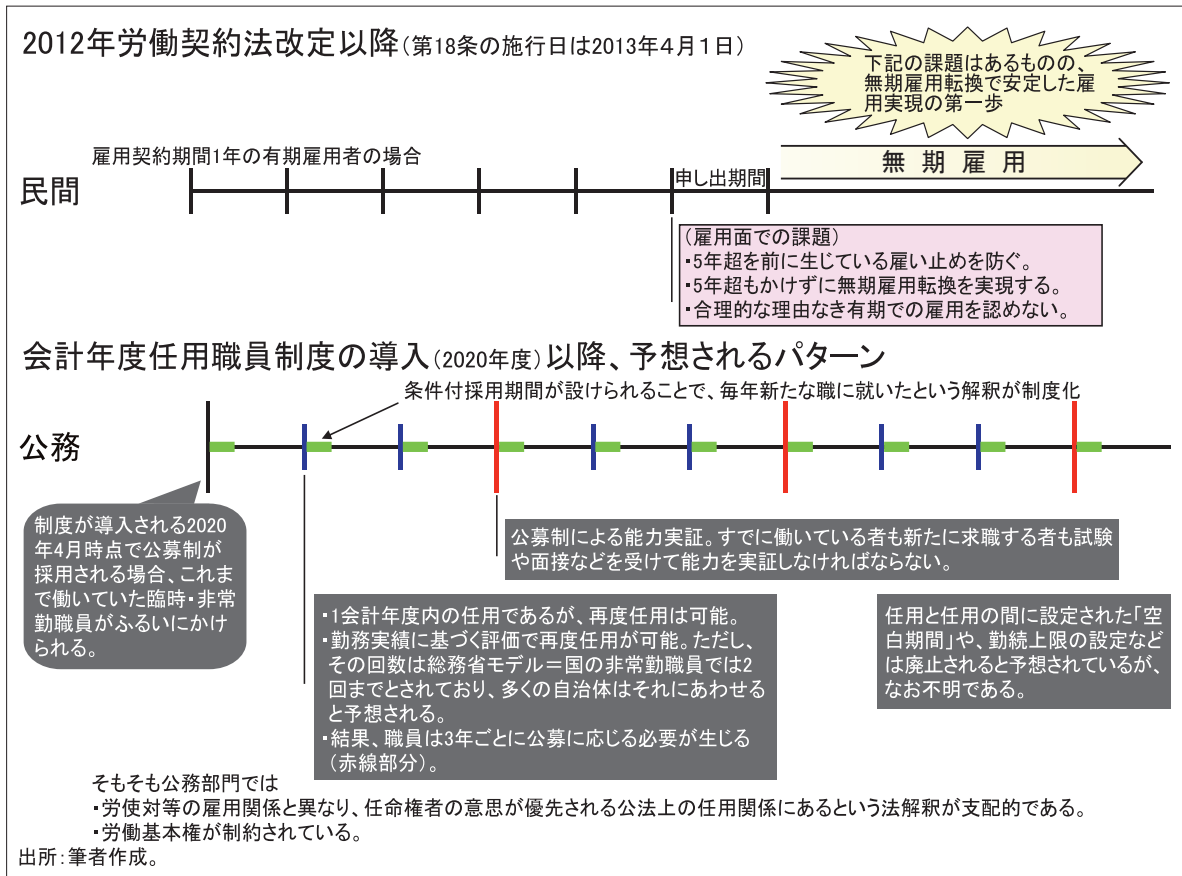 2012年労働契約法改定以降(第18条の施行日は2013年4月1日)
下記の課題はあるものの、
無期雇用転換で安定した雇
用実現の第一歩
雇用契約期間1年の有期雇用者の場合
無期雇用
申し出期間
民間
(雇用面での課題)
・5年超を前に生じている雇い止めを防ぐ。
・5年超もかけずに無期雇用転換を実現する。
・合理的な理由なき有期での雇用を認めない。
会計年度任用職員制度の導入(2020年度)以降、予想されるパターン
条件付採用期間が設けられることで、毎年新たな職に就いたという解釈が制度化
公務
制度が導入される2020
年4月時点で公募制が
採用される場合、これま
で働いていた臨時・非常
勤職員がふるいにかけ
られる。
公募制による能力実証。すでに働いている者も新たに求職する者も試験
や面接などを受けて能力を実証しなければならない。
・1会計年度内の任用であるが、再度任用は可能。
・勤務実績に基づく評価で再度任用が可能。ただし、
その回数は総務省モデル=国の非常勤職員では2
回までとされており、多くの自治体はそれにあわせる
と予想される。
・結果、職員は3年ごとに公募に応じる必要が生じる
(赤線部分)。
任用と任用の間に設定された「空
白期間」や、勤続上限の設定など
は廃止されると予想されているが、
なお不明である。
そもそも公務部門では
・労使対等の雇用関係と異なり、任命権者の意思が優先される公法上の任用関係にあるという法解釈が支配的である。
・労働基本権が制約されている。
出所:筆者作成。